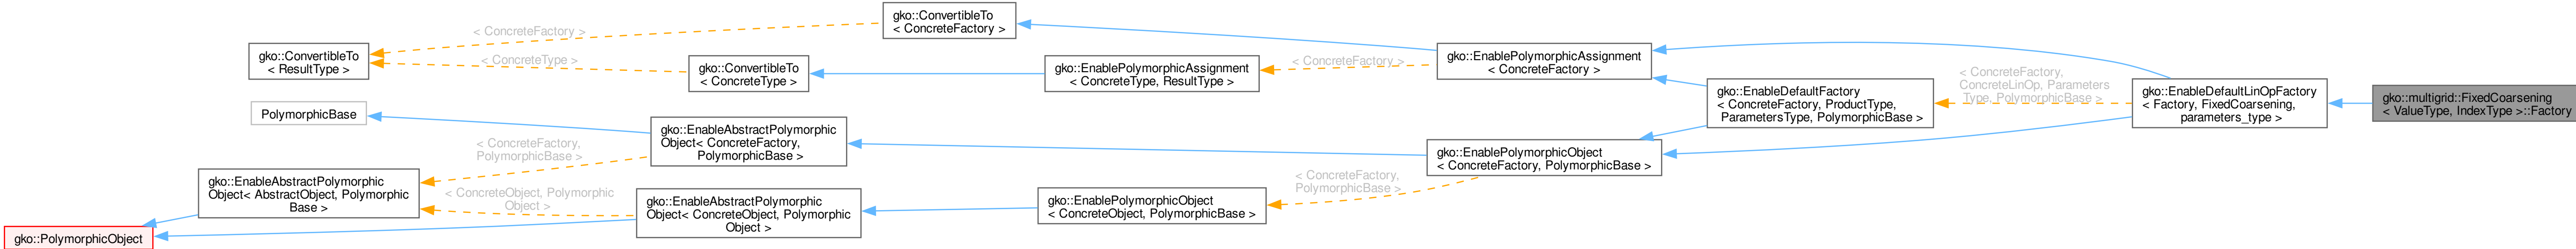 gko::ConvertibleTo
< ConcreteFactory >
< ConcreteFactory >
gko::ConvertibleTo
< ResultType >
< ConcreteType >
gko::ConvertibleTo
< ConcreteType >
gko::EnablePolymorphicAssignment
< ConcreteType, ResultType >
< ConcreteFactory >
gko::EnablePolymorphicAssignment
< ConcreteFactory >
gko::EnableDefaultFactory
< ConcreteFactory, ProductType,
ParametersType, PolymorphicBase >
< ConcreteFactory,
ConcreteLinOp, Parameters
Type, PolymorphicBase >
gko::EnableDefaultLinOpFactory
< Factory, FixedCoarsening,
parameters_type >
gko::multigrid::FixedCoarsening
< ValueType, IndexType >::Factory
PolymorphicBase
gko::EnableAbstractPolymorphic
Object< ConcreteFactory,
PolymorphicBase >
< ConcreteFactory,
PolymorphicBase >
gko::EnablePolymorphicObject
< ConcreteFactory, PolymorphicBase >
gko::EnableAbstractPolymorphic
Object< AbstractObject, Polymorphic
Base >
< ConcreteObject, Polymorphic
Object >
gko::EnableAbstractPolymorphic
Object< ConcreteObject, Polymorphic
Object >
gko::EnablePolymorphicObject
< ConcreteObject, PolymorphicBase >
< ConcreteFactory,
PolymorphicBase >
gko::PolymorphicObject